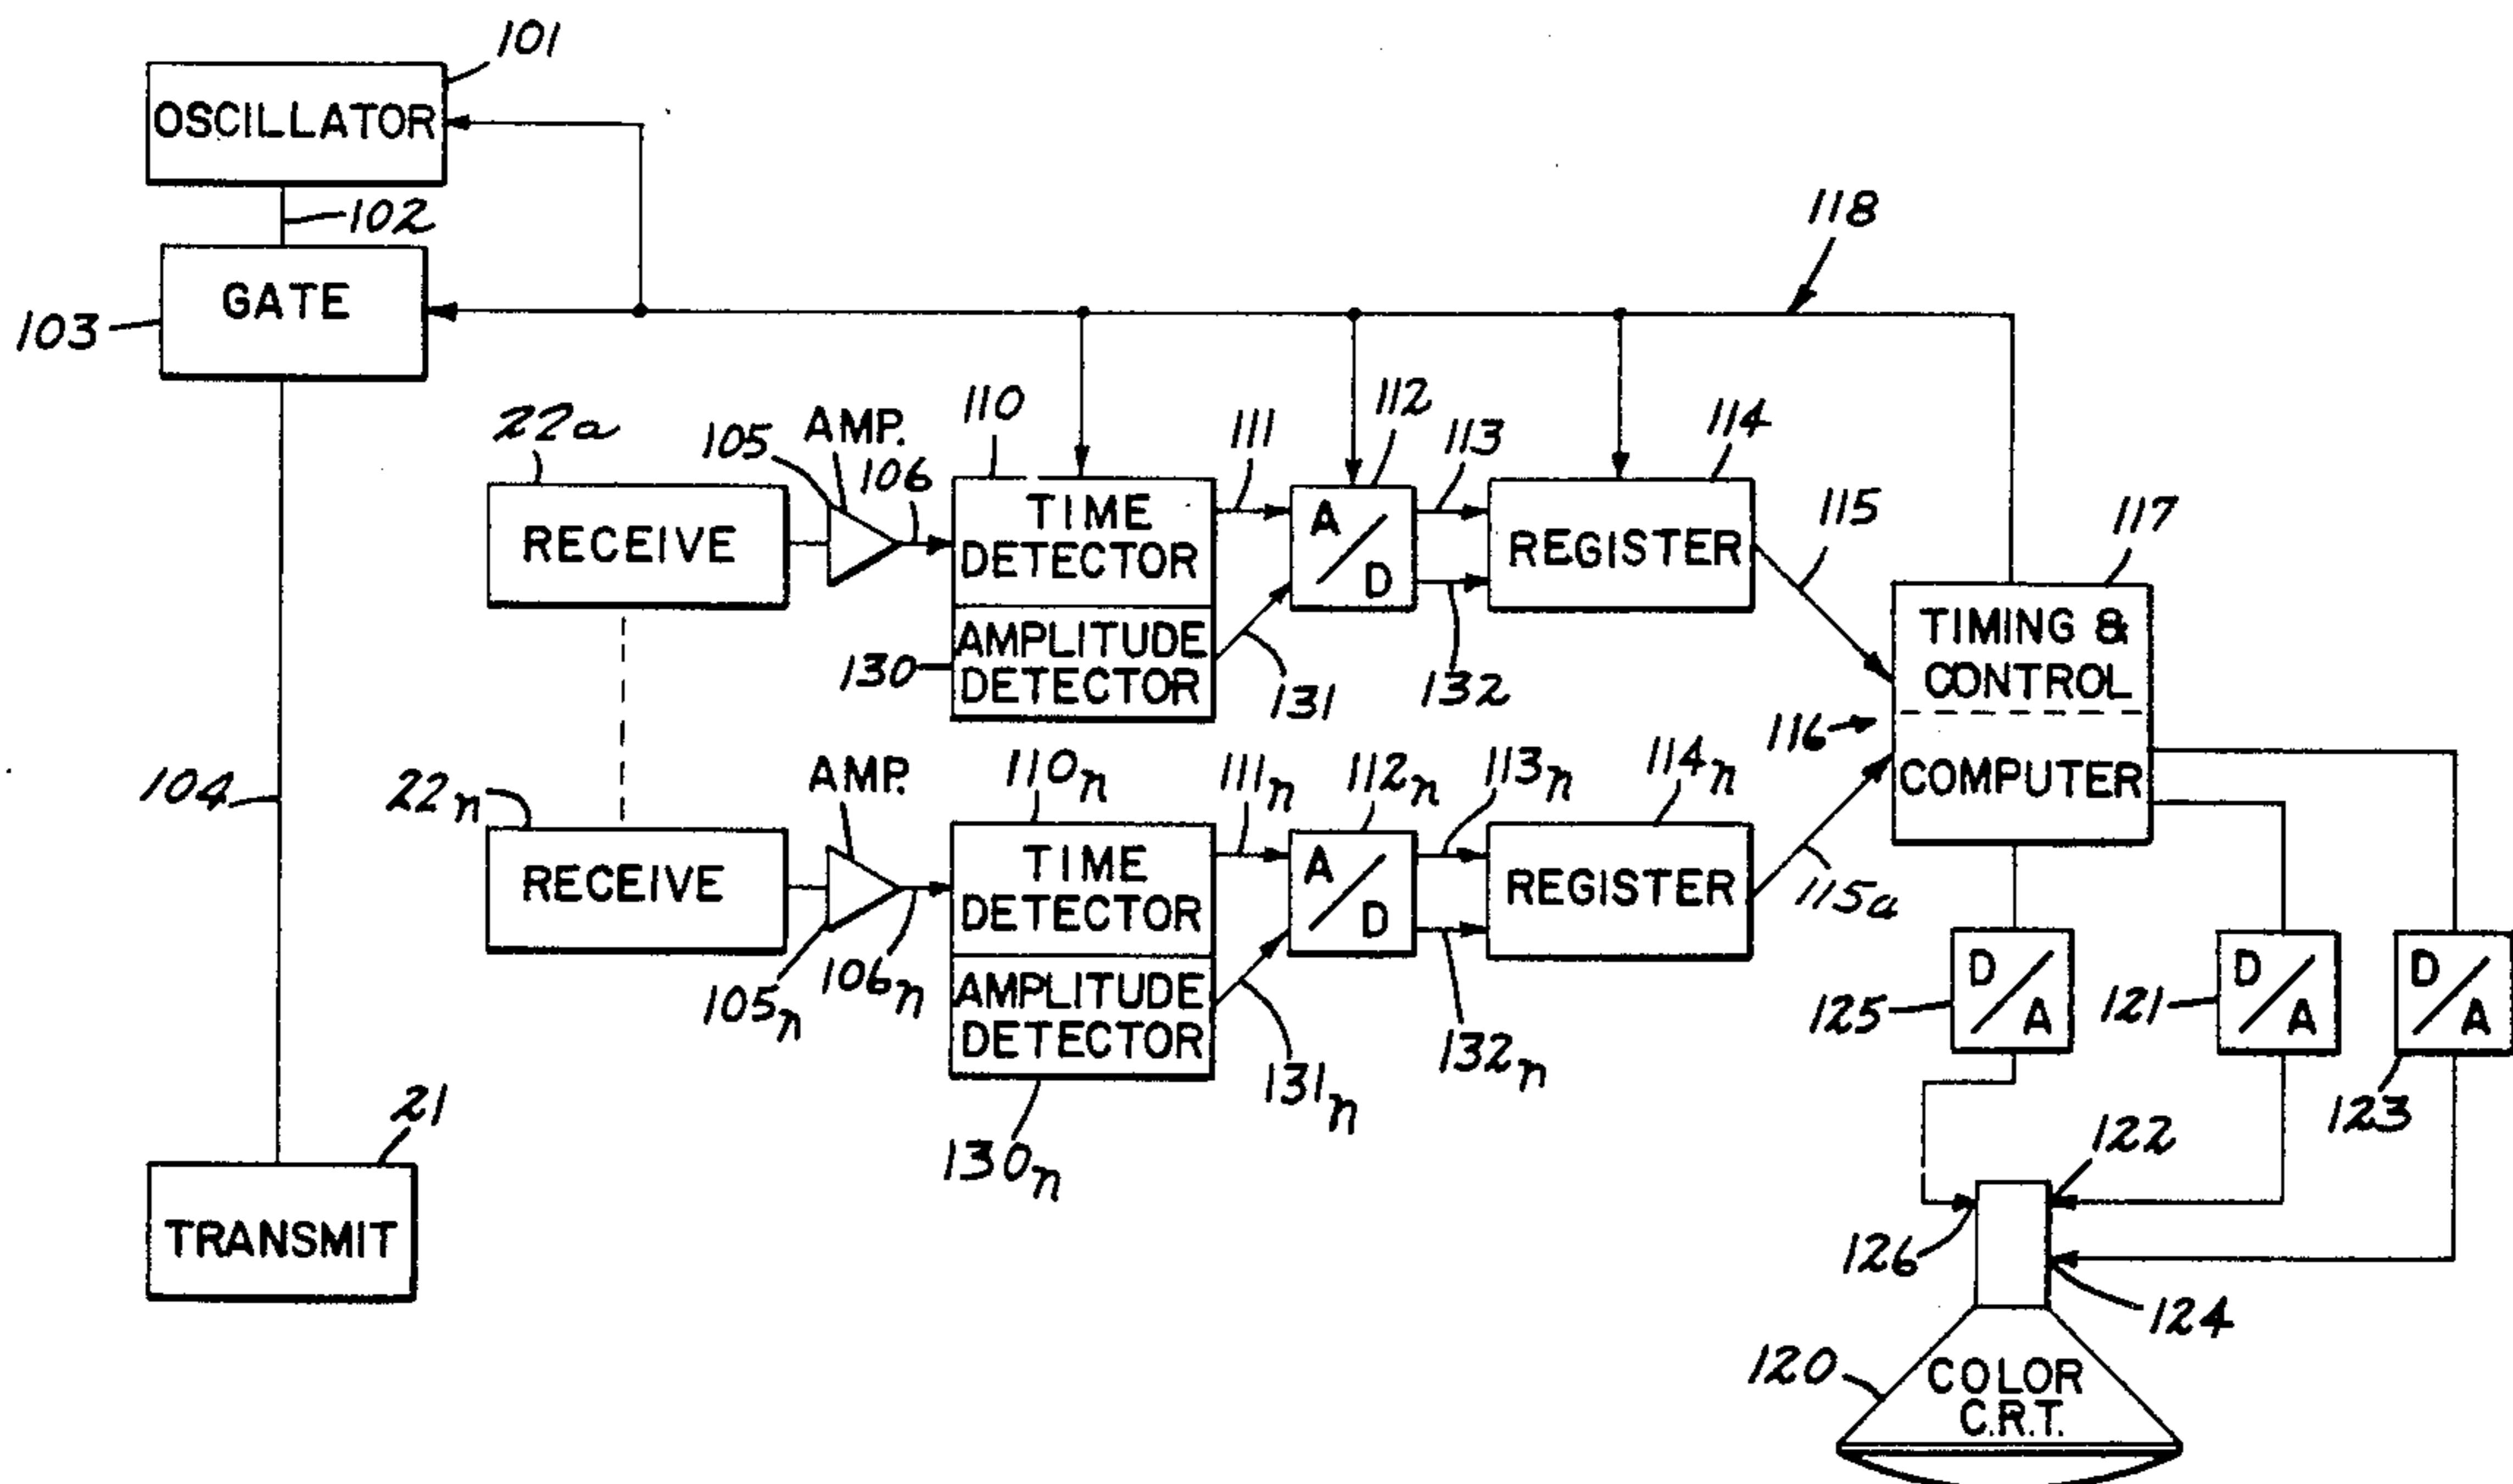 101
OSCILLATOR
102
118
GATE
103
110
111
112
113
114
22a
105
AMP.
106
115
117
RECEIVE
TIME
DETECTOR
A/D
REGISTER
TIMING &
CONTROL
AMPLITUDE
DETECTOR
130
131
132
116
COMPUTER
104
22n
AMP.
110n
111n
112n
113n
114n
RECEIVE
TIME
DETECTOR
A/D
REGISTER
115a
105n
106n
AMPLITUDE
DETECTOR
131n
132n
130n
125
D/A
121
D/A
D/A
123
21
TRANSMIT
122
126
124
120
COLOR
C.R.T.